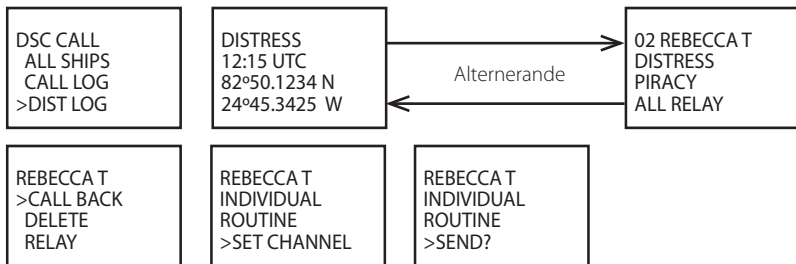 DSC CALL
ALL SHIPS
CALL LOG
>DIST LOG
DISTRESS
12:15 UTC
82º50.1234 N
24º45.3425 W
Alternerande
02 REBECCA T
DISTRESS
PIRACY
ALL RELAY
REBECCA T
>CALL BACK
DELETE
RELAY
REBECCA T
INDIVIDUAL
ROUTINE
>SET CHANNEL
REBECCA T
INDIVIDUAL
ROUTINE
>SEND?